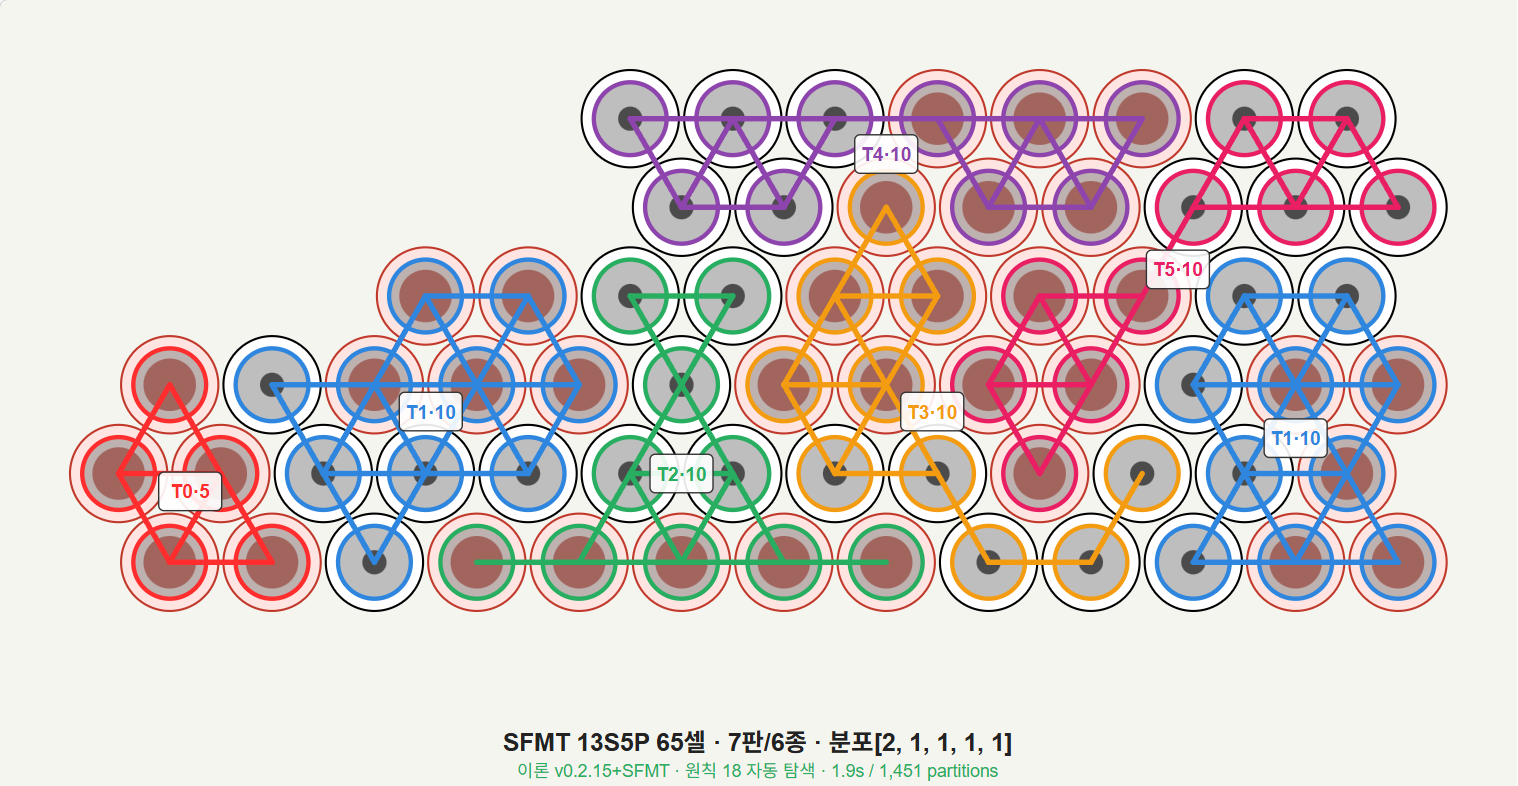 T4·10
T5·10
T1·10
T3·10
T1·10
T2·10
T0·5
SFMT 13S5P 65셀 · 7판/6종 · 분포[2, 1, 1, 1, 1, 1]
이론 v0.2.15+SFMT · 원칙 18 자동 탐색 · 1.9s / 1,451 partitions